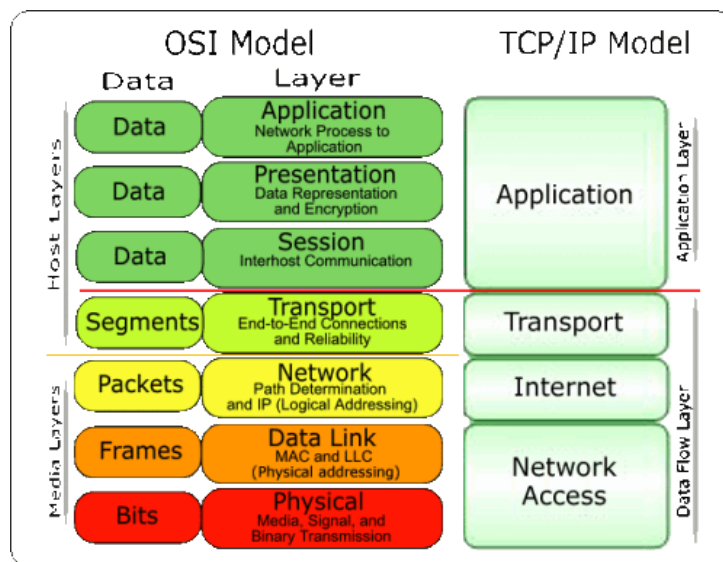 OSI Model
TCP/IP Model
Data
Layer
Host Layers
Data
Application
Network Process to
Application
Data
Presentation
Data Representation
and Encryption
Data
Session
Interhost Communication
Segments
Transport
End-to-End Connections
and Reliability
Media Layers
Packets
Network
Path Determination
and IP (Logical Addressing)
Frames
Data Link
MAC and LLC
(Physical addressing)
Bits
Physical
Media, Signal, and
Binary Transmission
Application
Application Layer
Transport
Internet
Network
Access
Data Flow Layer